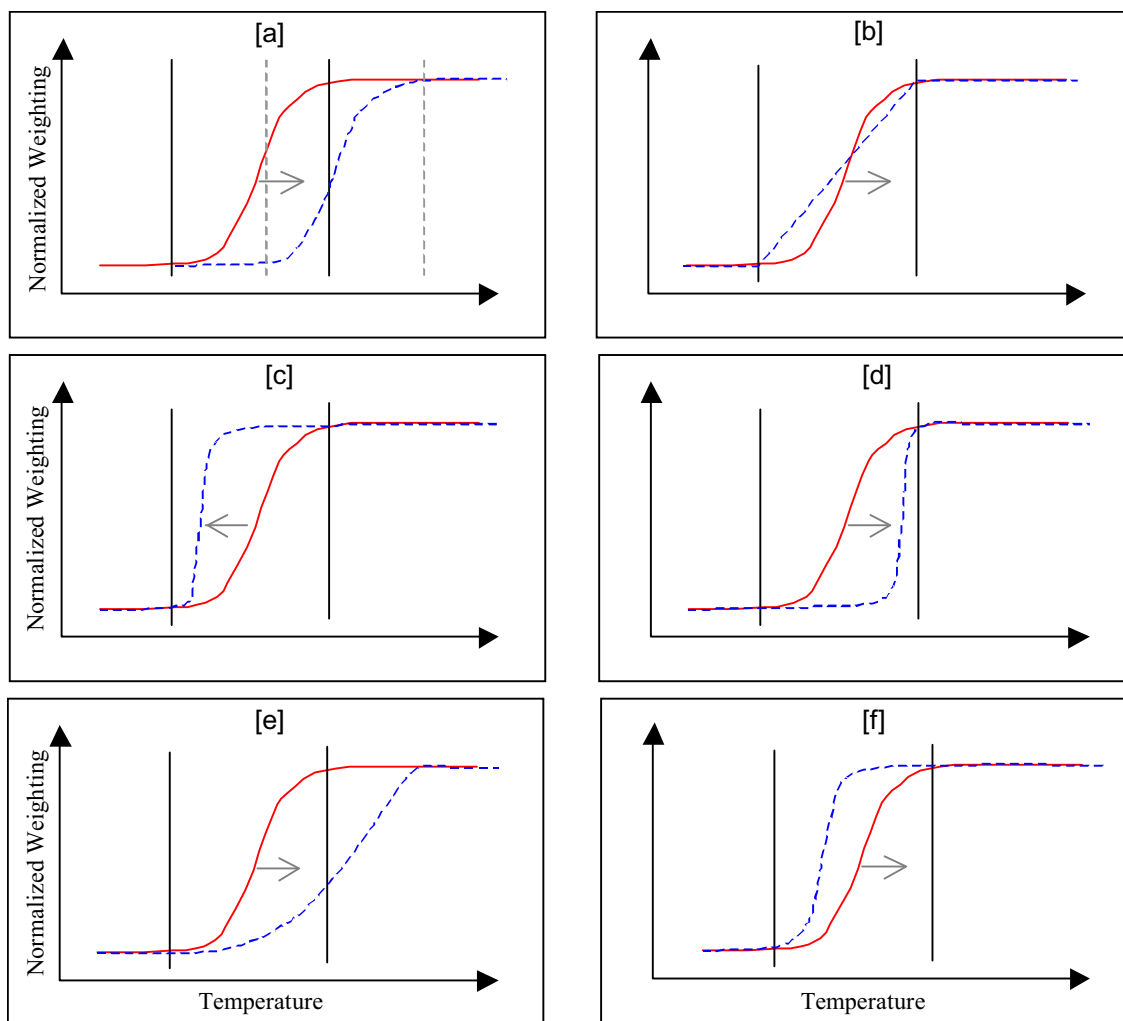 [a]
[b]
Normalized Weighting
[c]
[d]
Normalized Weighting
[e]
[f]
Normalized Weighting
Temperature
Temperature